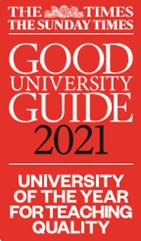 THE TIMES
THE SUNDAY TIMES
GOOD
UNIVERSITY
GUIDE
2021
UNIVERSITY
OF THE YEAR
FOR TEACHING
QUALITY